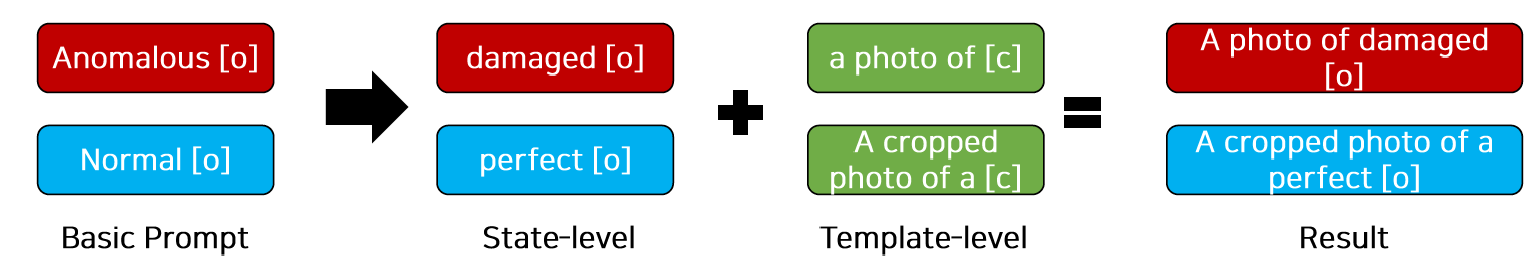 Anomalous [o]
damaged [o]
a photo of [c]
A photo of damaged
[o]
Normal [o]
perfect [o]
A cropped
photo of a [c]
A cropped photo of a
perfect [o]
Basic Prompt
State-level
Template-level
Result